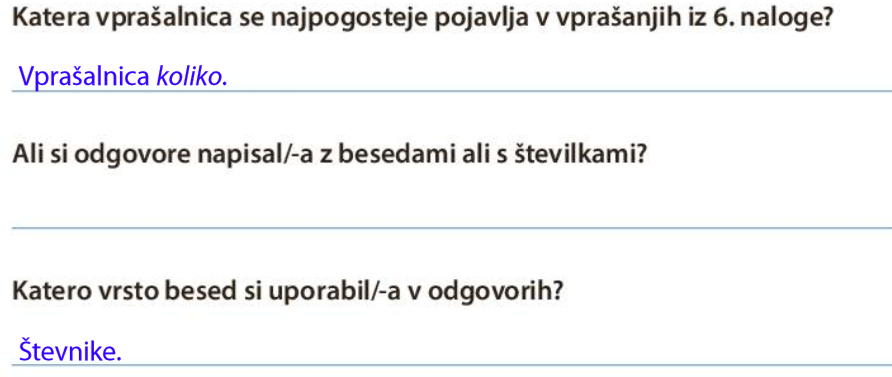 Katera vprašalnica se najpogosteje pojavlja v vprašanjih iz 6. naloge?
Vprašalnica koliko.
Ali si odgovore napisal/-a z besedami ali s številkami?
Katero vrsto besed si uporabil/-a v odgovorih?
Števnike.